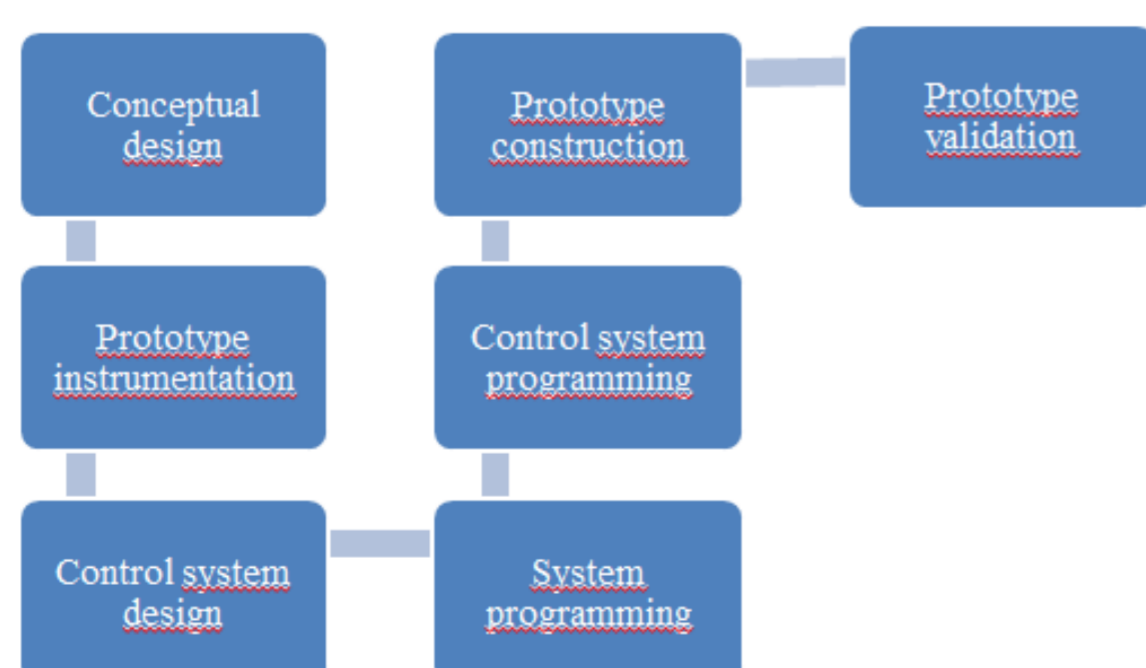 Conceptual
design
Prototype
instrumentation
Control system
design
System
programming
Control system
programming
Prototype
construction
Prototype
validation